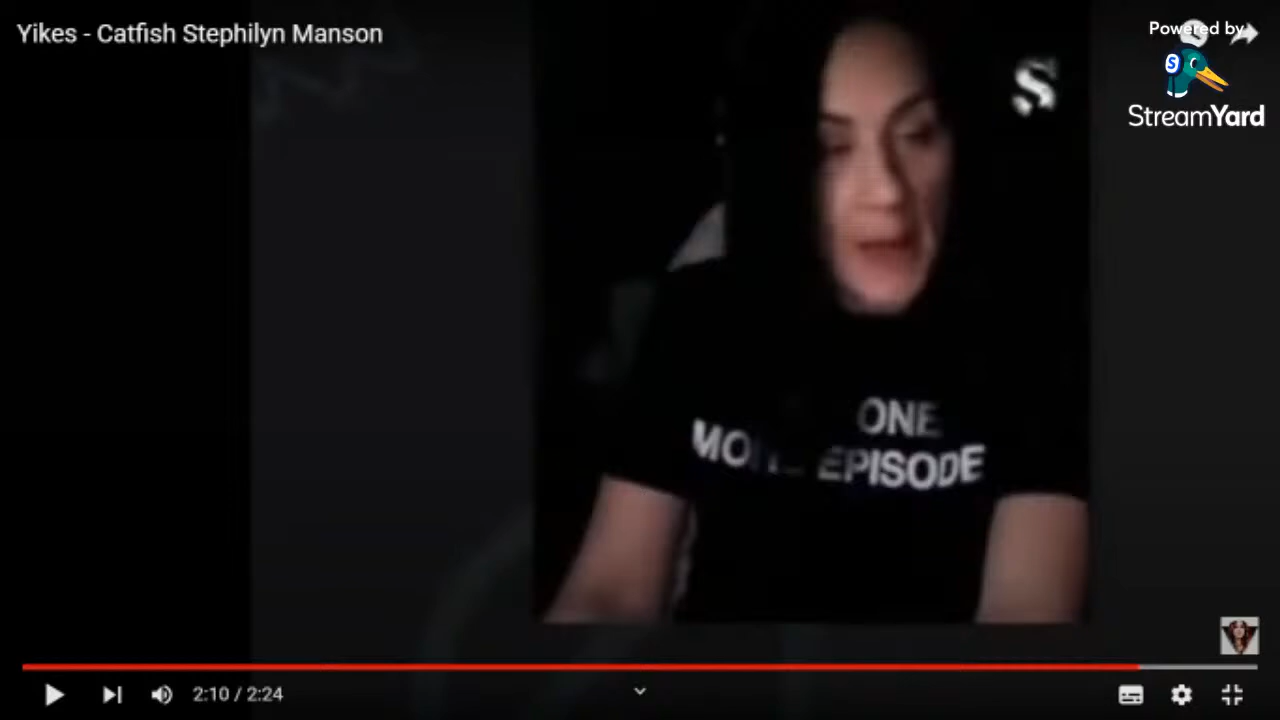 Yikes - Catfish Stephilyn Manson
Powered by
S
S
StreamYard
ONE
EPISODE
2:10 / 2:24